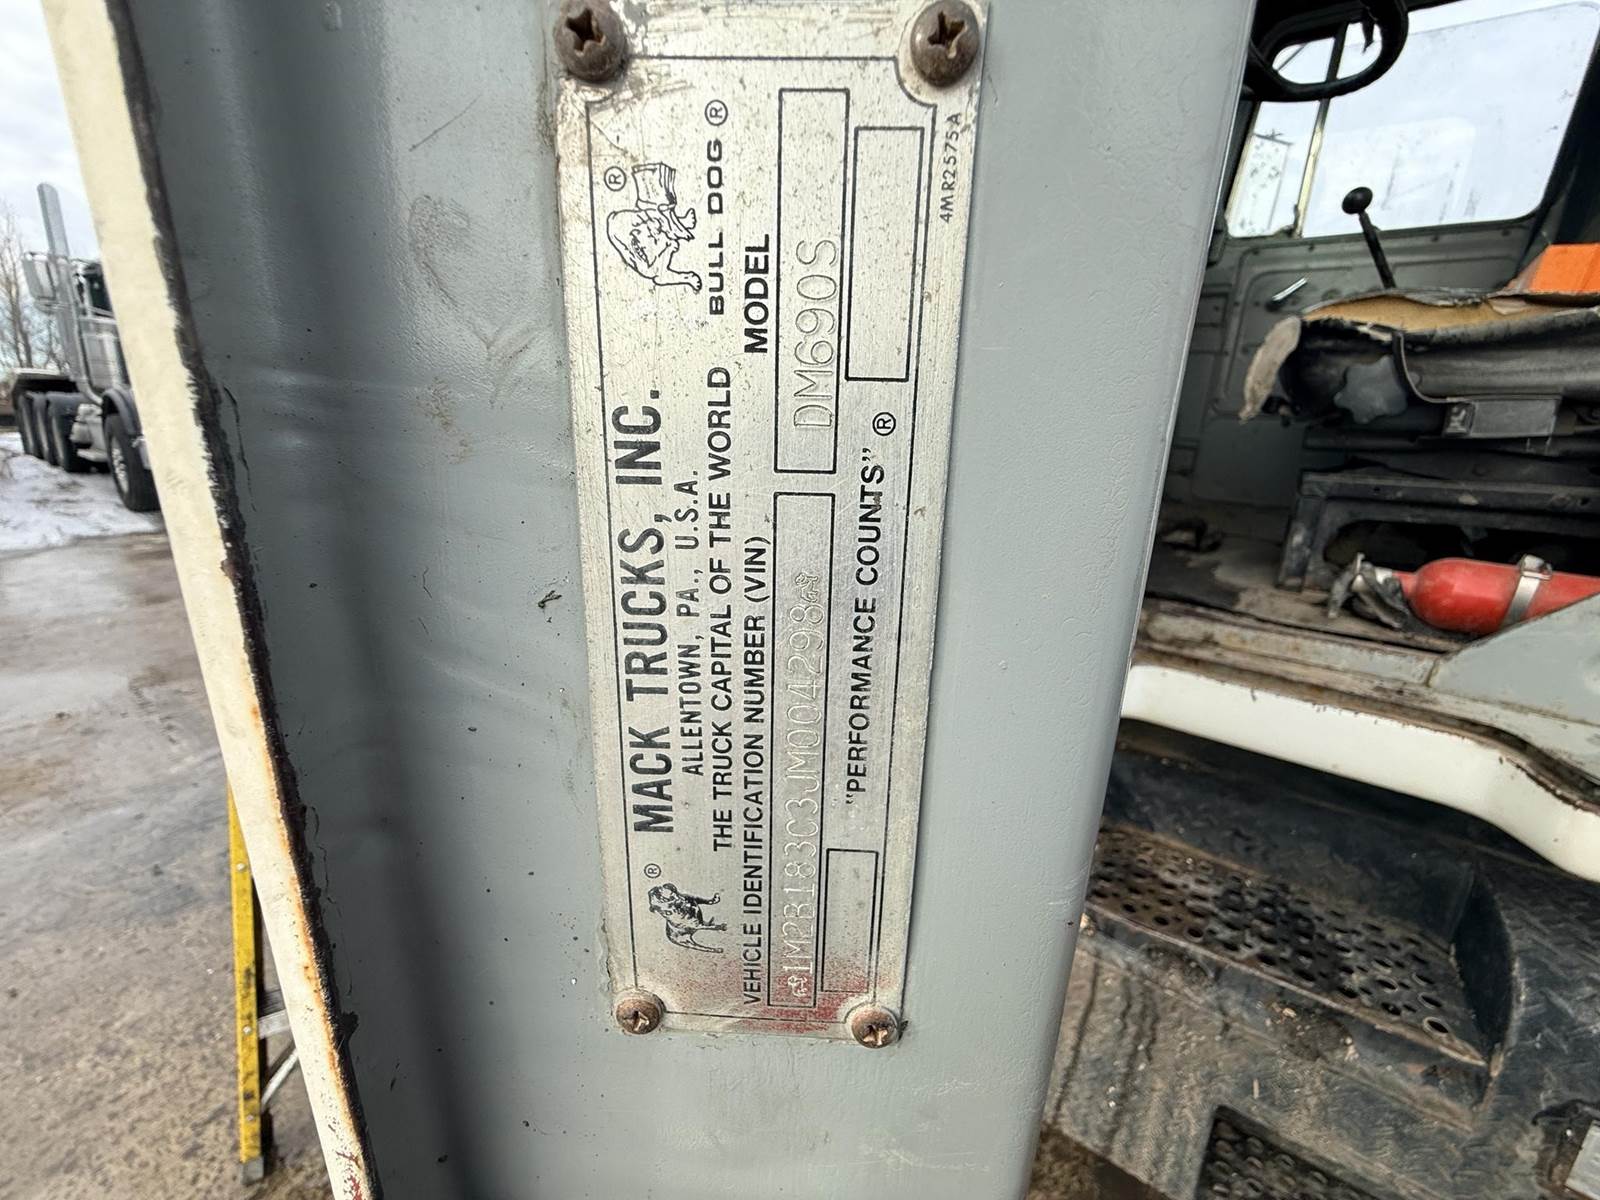 ®
MACK TRUCKS, INC.
®
ALLENTOWN, PA., U.S.A.
THE TRUCK CAPITAL OF THE WORLD
BULL DOG ®
VEHICLE IDENTIFICATION NUMBER (VIN)
MODEL
1M2B183C3JM004298
DM690S
"PERFORMANCE COUNTS" ®
4MR2575A